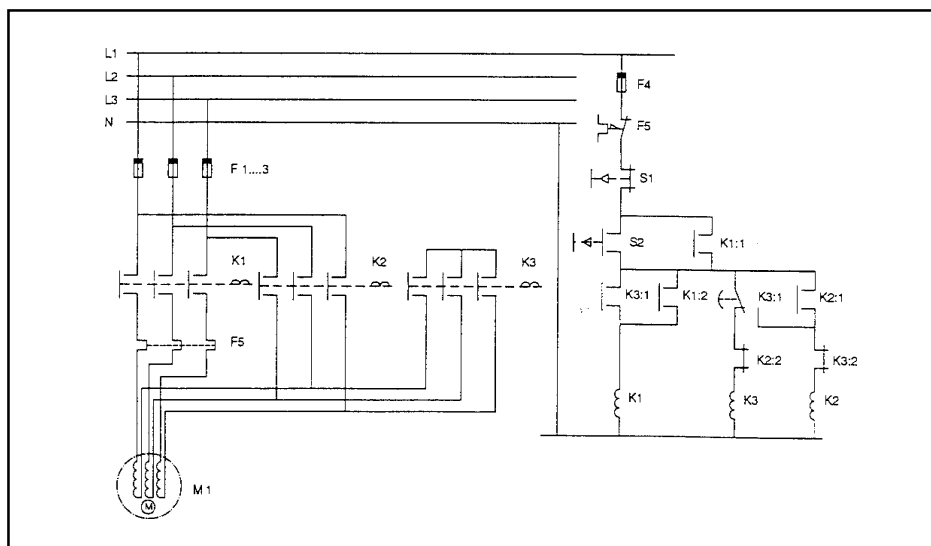 L1
L2
L3
N
F 1....3
K1
K2
K3
F5
M
M 1
F4
F5
S1
S2
K1:1
K3:1
K1:2
K3:1
K2:1
K2:2
K3:2
K1
K3
K2